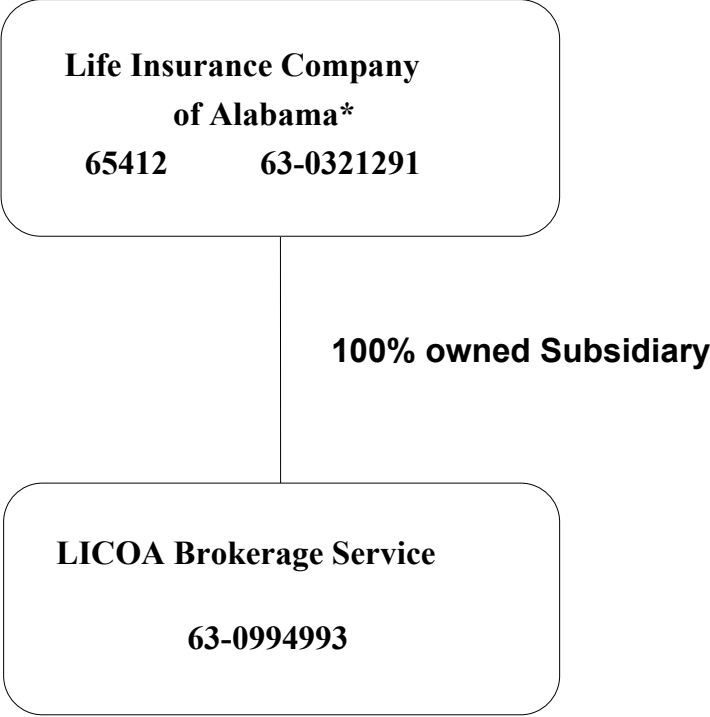 Life Insurance Company
of Alabama*
65412 63-0321291
100% owned Subsidiary
LICOA Brokerage Service
63-0994993